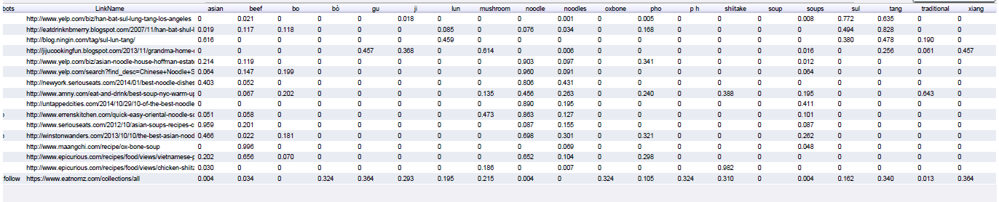 bots LinkName asian beef bo bò gu ji lun mushroom noodle noodles oxbone pho p h shiitake soup soups sul tang traditional xiang
http://www.yelp.com/biz/han-bat-sul-lung-tang-los-angeles 0 0.021 0 0 0 0.018 0 0 0 0.001 0 0.005 0 0 0 0.008 0.772 0.635 0 0
http://eatdrinknbmerry.blogspot.com/2007/11/han-bat-shul-l 0.019 0.117 0.118 0 0 0 0.085 0 0.076 0.034 0 0.168 0 0 0 0 0.494 0.828 0 0
http://blog.ningin.com/tag/sul-lun-tang/ 0.616 0 0 0 0 0 0.459 0 0 0 0 0 0 0 0 0 0.380 0.478 0.190 0
http://jijucookingfun.blogspot.com/2013/11/grandma-home- 0 0 0 0 0.457 0.368 0 0.614 0 0.006 0 0 0 0 0 0.016 0 0.256 0.061 0.457
http://www.yelp.com/biz/asian-noodle-house-hoffman-estate 0.214 0.119 0 0 0 0 0 0 0.903 0.097 0 0.341 0 0 0 0.012 0 0 0 0
http://www.yelp.com/search?find_desc=Chinese+Noodle+S 0.064 0.147 0.199 0 0 0 0 0 0.960 0.091 0 0 0 0 0 0.064 0 0 0 0
http://newyork.seriouseats.com/2014/01/best-noodle-dishes 0.403 0.052 0 0 0 0 0 0 0.806 0.431 0 0 0 0 0 0 0 0 0 0
http://www.amny.com/eat-and-drink/best-soup-nyc-warm-up 0 0.067 0.202 0 0 0 0 0.135 0.456 0.263 0 0.240 0 0.388 0 0.195 0 0 0.643 0
http://untappedcities.com/2014/10/29/10-of-the-best-noodle 0 0 0 0 0 0 0 0 0.890 0.195 0 0 0 0 0 0.411 0 0 0 0
http://www.errenskitchen.com/quick-easy-oriental-noodle-so 0.051 0.058 0 0 0 0 0 0.473 0.863 0.127 0 0 0 0 0 0.101 0 0 0 0
http://www.seriouseats.com/2012/10/asian-soups-recipes-c 0.959 0.201 0 0 0 0 0 0 0.087 0.155 0 0 0 0 0 0.087 0 0 0 0
http://winstonwanders.com/2013/10/10/the-best-asian-nood 0.466 0.022 0.181 0 0 0 0 0 0.698 0.301 0 0.321 0 0 0 0.262 0 0 0 0
http://www.maangchi.com/recipe/ox-bone-soup 0 0.996 0 0 0 0 0 0 0 0.069 0 0 0 0 0 0.048 0 0 0 0
http://www.epicurious.com/recipes/food/views/vietnamese-p 0.202 0.656 0.070 0 0 0 0 0 0.652 0.104 0 0.298 0 0 0 0 0 0 0 0
http://www.epicurious.com/recipes/food/views/chicken-shiita 0.030 0 0 0 0 0 0 0.186 0 0.007 0 0 0 0.982 0 0 0 0 0 0
follow https://www.eatnomz.com/collections/all 0.004 0.034 0 0.324 0.364 0.293 0.195 0.215 0.004 0 0.324 0.105 0.324 0.310 0 0.004 0.162 0.340 0.013 0.364